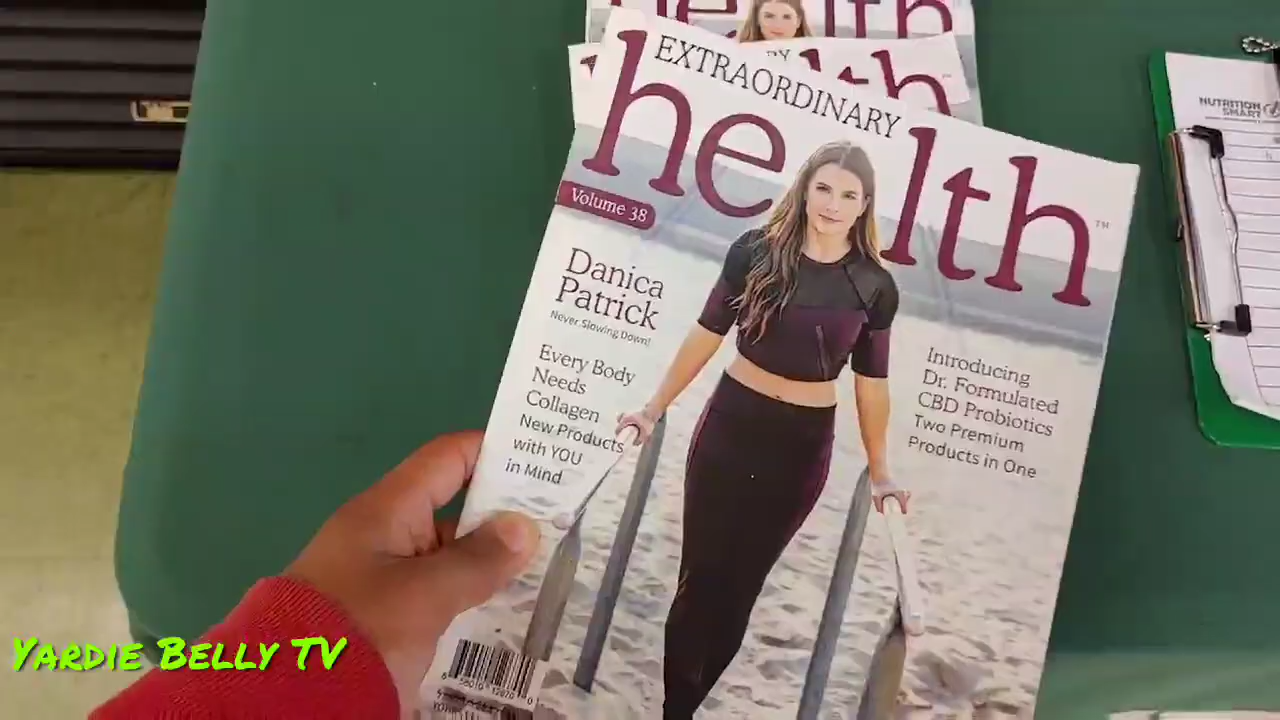 health
EXTRAORDINARY
health™
Volume 38
Danica
Patrick
Never Slowing Down!
Every Body
Needs
Collagen
New Products
with YOU
in Mind
Introducing
Dr. Formulated
CBD Probiotics
Two Premium
Products in One
NUTRITION
SMART
Yardie Belly TV